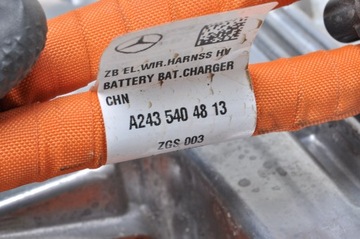 ZB EL.WIR.HARNSS HV
BATTERY BAT.CHARGER
CHN
A243 540 48 13
ZGS 003